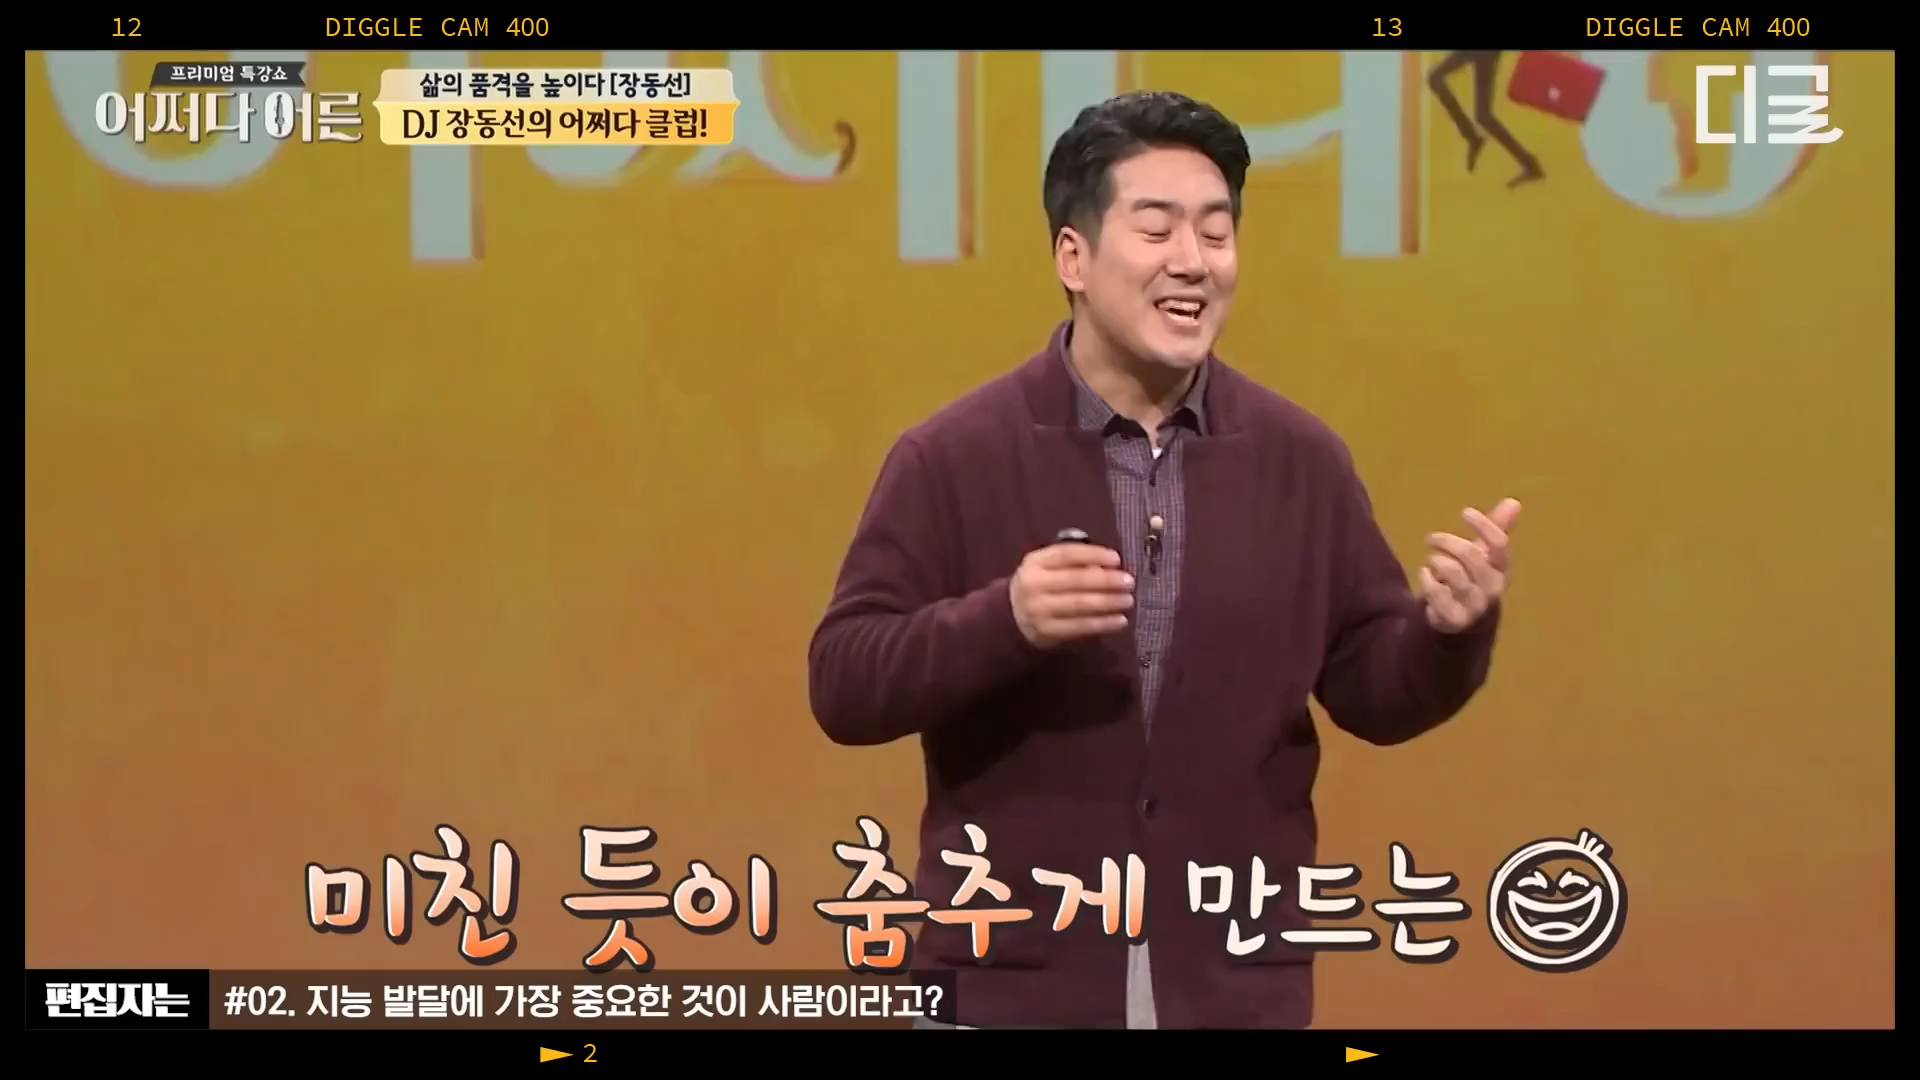 12
DIGGLE CAM 400
13
DIGGLE CAM 400
프리미엄 특강쇼
어쩌다 어른
삶의 품격을 높이다 [장동선]
DJ 장동선의 어쩌다 클럽!
디글
미친 듯이 춤추게 만드는
편집자는
#02. 지능 발달에 가장 중요한 것이 사람이라고?
2